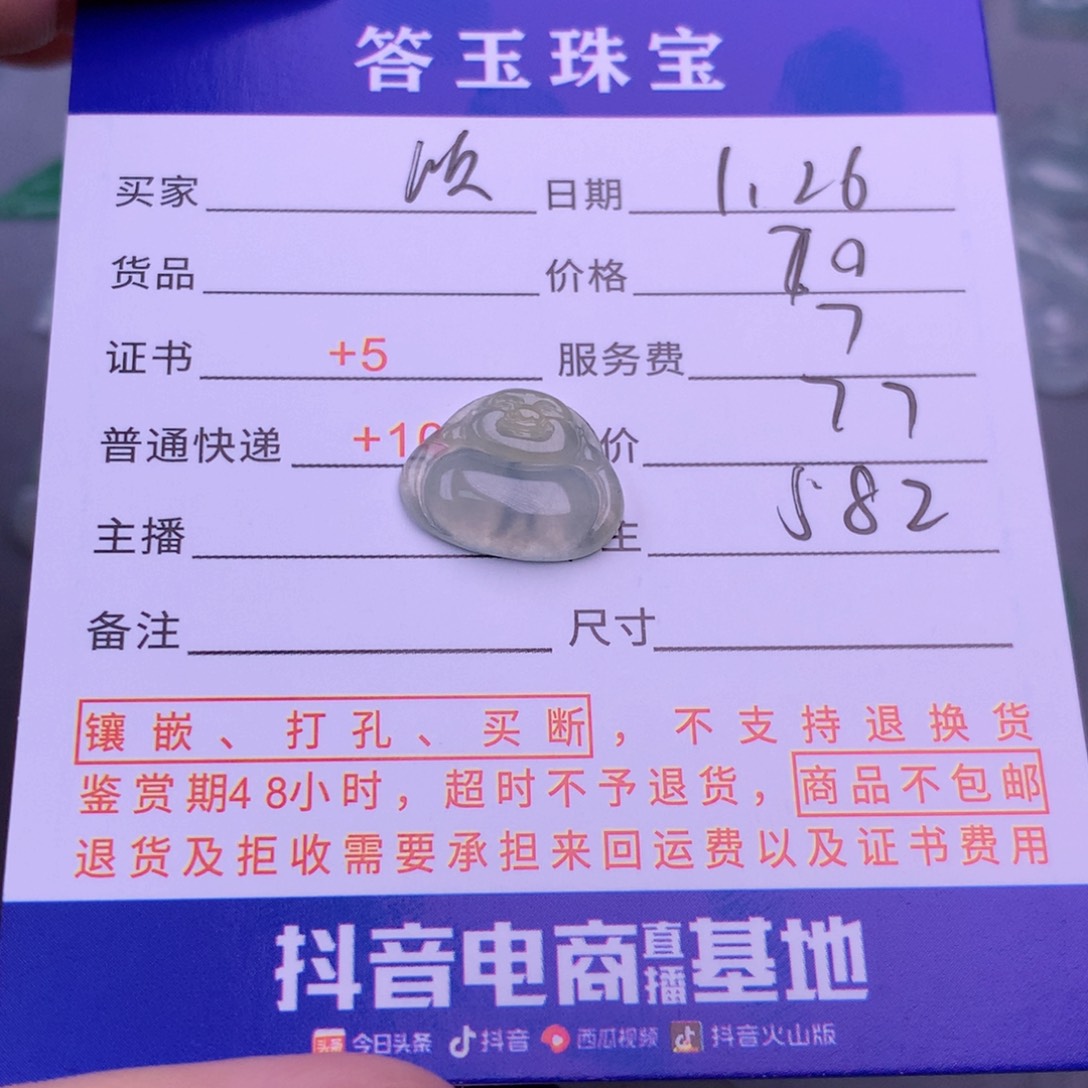 答玉珠宝
买家 顺 日期 1.26
货品 价格 70
证书 +5 服务费 7
普通快递 +10 价 77
主播 生 582
备注 尺寸
镶嵌、打孔、买断，不支持退换货
鉴赏期48小时，超时不予退货，商品不包邮
退货及拒收需要承担来回运费以及证书费用
抖音电商直播基地
头条 今日头条 抖音 西瓜视频 抖音火山版